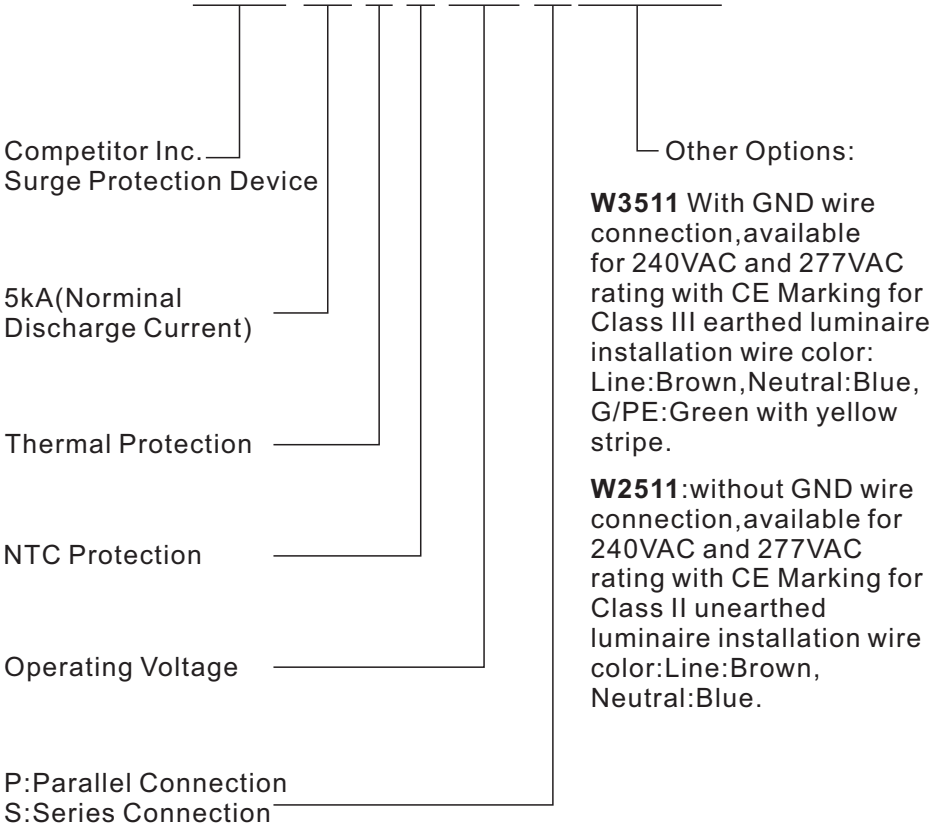 Competitor Inc.
Surge Protection Device
5kA(Norminal
Discharge Current)
Thermal Protection
NTC Protection
Operating Voltage
P:Parallel Connection
S:Series Connection
Other Options:
W3511 With GND wire
connection,available
for 240VAC and 277VAC
rating with CE Marking for
Class III earthed luminaire
installation wire color:
Line:Brown,Neutral:Blue,
G/PE:Green with yellow
stripe.
W2511:without GND wire
connection,available for
240VAC and 277VAC
rating with CE Marking for
Class II unearthed
luminaire installation wire
color:Line:Brown,
Neutral:Blue.